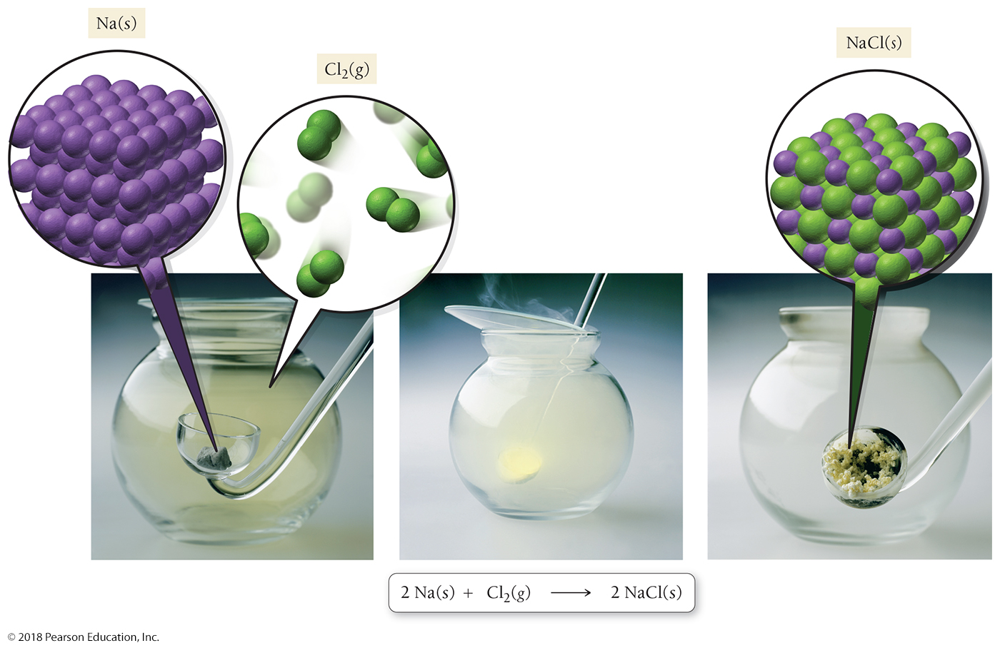 Na(s)
Cl₂(g)
NaCl(s)
2 Na(s) + Cl₂(g) ⟶ 2 NaCl(s)
© 2018 Pearson Education, Inc.